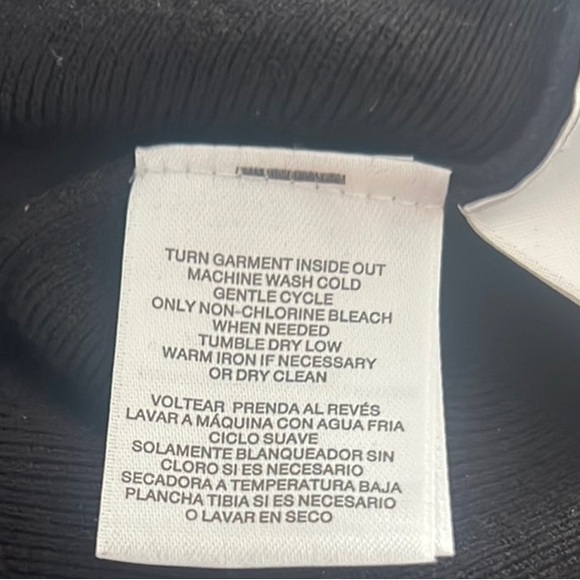 TURN GARMENT INSIDE OUT
MACHINE WASH COLD
GENTLE CYCLE
ONLY NON-CHLORINE BLEACH
WHEN NEEDED
TUMBLE DRY LOW
WARM IRON IF NECESSARY
OR DRY CLEAN
VOLTEAR PRENDA AL REVÉS
LAVAR A MÁQUINA CON AGUA FRIA
CICLO SUAVE
SOLAMENTE BLANQUEADOR SIN
CLORO SI ES NECESARIO
SECADORA A TEMPERATURA BAJA
PLANCHA TIBIA SI ES NECESARIO
O LAVAR EN SECO